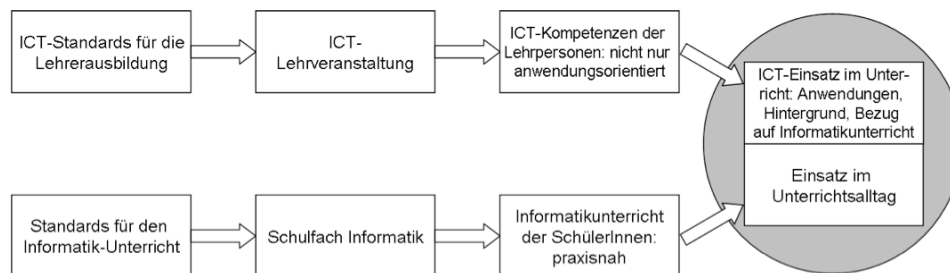 ICT-Standards für die
Lehrerausbildung
ICT-
Lehrveranstaltung
ICT-Kompetenzen der
Lehrpersonen: nicht nur
anwendungsorientiert
ICT-Einsatz im Unter-
richt: Anwendungen,
Hintergrund, Bezug
auf Informatikunterricht
Einsatz im
Unterrichtsalltag
Standards für den
Informatik-Unterricht
Schulfach Informatik
Informatikunterricht
der SchülerInnen:
praxisnah